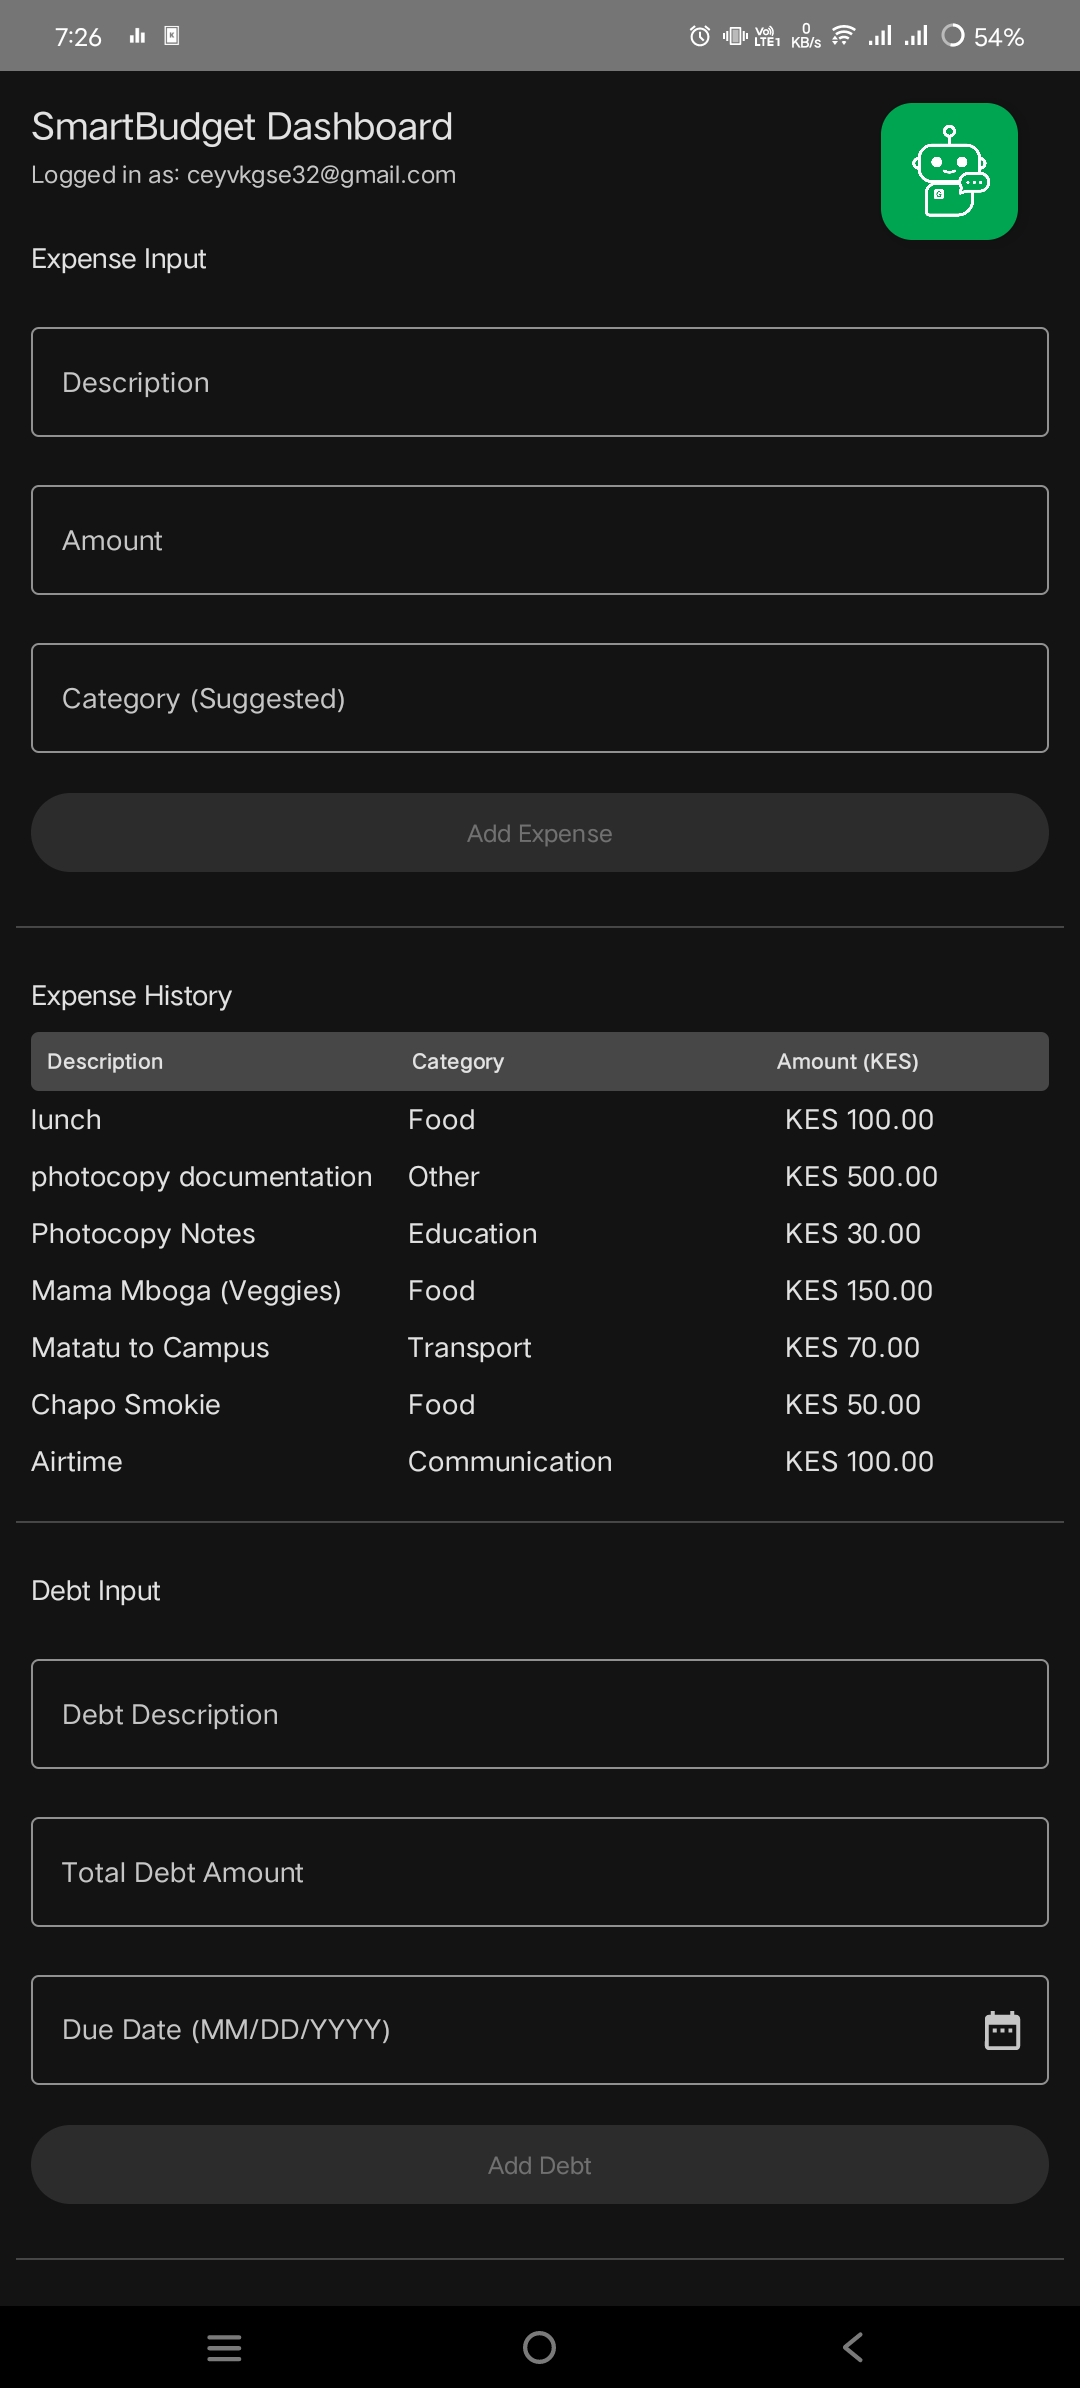 7:26 Vo)) LTE1 0 KB/s 54%
SmartBudget Dashboard
Logged in as: ceyvkgse32@gmail.com
Expense Input
Description
Amount
Category (Suggested)
Add Expense
Expense History
Description Category Amount (KES)
lunch Food KES 100.00
photocopy documentation Other KES 500.00
Photocopy Notes Education KES 30.00
Mama Mboga (Veggies) Food KES 150.00
Matatu to Campus Transport KES 70.00
Chapo Smokie Food KES 50.00
Airtime Communication KES 100.00
Debt Input
Debt Description
Total Debt Amount
Due Date (MM/DD/YYYY)
Add Debt